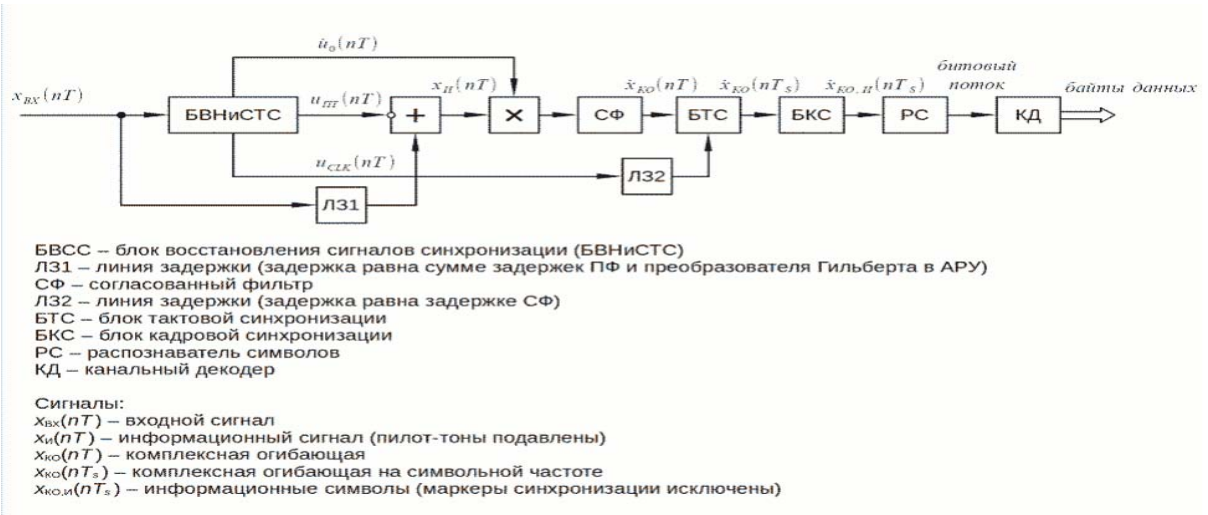 u̇₀(nT)
x_ВХ(nT)
u_ПТ(nT)
x_И(nT)
ẋ_КО(nT)
ẋ_КО(nT_S)
ẋ_КО, И(nT_S)
битовый
поток
байты данных
БВНиСТС
+
×
СФ
БТС
БКС
РС
КД
u_CLK(nT)
ЛЗ2
ЛЗ1
БВСС – блок восстановления сигналов синхронизации (БВНиСТС)
ЛЗ1 – линия задержки (задержка равна сумме задержек ПФ и преобразователя Гильберта в АРУ)
СФ – согласованный фильтр
ЛЗ2 – линия задержки (задержка равна задержке СФ)
БТС – блок тактовой синхронизации
БКС – блок кадровой синхронизации
РС – распознаватель символов
КД – канальный декодер
Сигналы:
xвх(nT) – входной сигнал
xи(nT) – информационный сигнал (пилот-тоны подавлены)
xко(nT) – комплексная огибающая
xко(nTs) – комплексная огибающая на символьной частоте
xко,и(nTs) – информационные символы (маркеры синхронизации исключены)